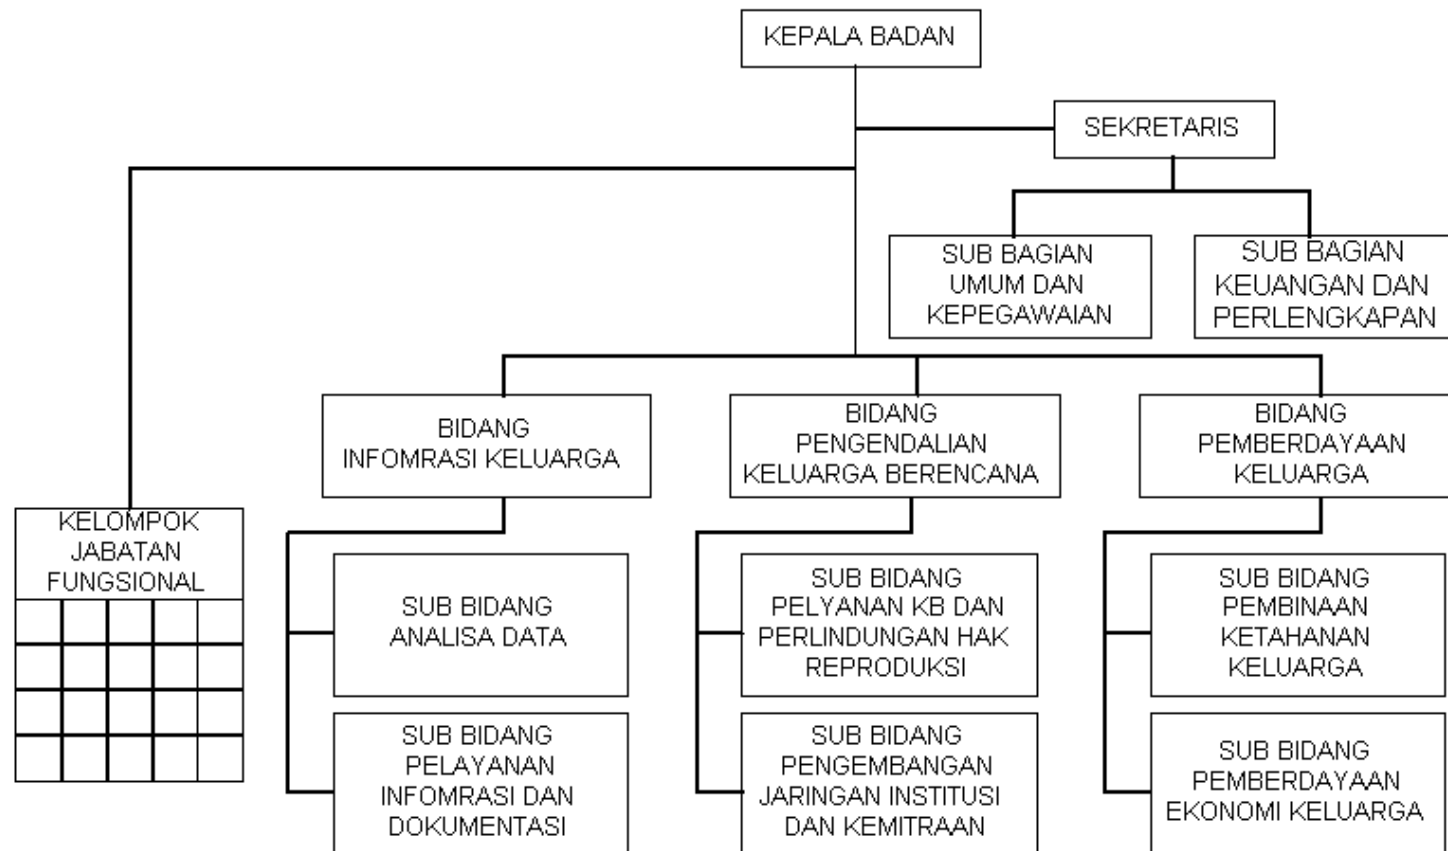 KEPALA BADAN
SEKRETARIS
SUB BAGIAN
UMUM DAN
KEPEGAWAIAN
SUB BAGIAN
KEUANGAN DAN
PERLENGKAPAN
BIDANG
INFOMRASI KELUARGA
BIDANG
PENGENDALIAN
KELUARGA BERENCANA
BIDANG
PEMBERDAYAAN
KELUARGA
KELOMPOK
JABATAN
FUNGSIONAL
SUB BIDANG
ANALISA DATA
SUB BIDANG
PELYANAN KB DAN
PERLINDUNGAN HAK
REPRODUKSI
SUB BIDANG
PEMBINAAN
KETAHANAN
KELUARGA
SUB BIDANG
PELAYANAN
INFOMRASI DAN
DOKUMENTASI
SUB BIDANG
PENGEMBANGAN
JARINGAN INSTITUSI
DAN KEMITRAAN
SUB BIDANG
PEMBERDAYAAN
EKONOMI KELUARGA